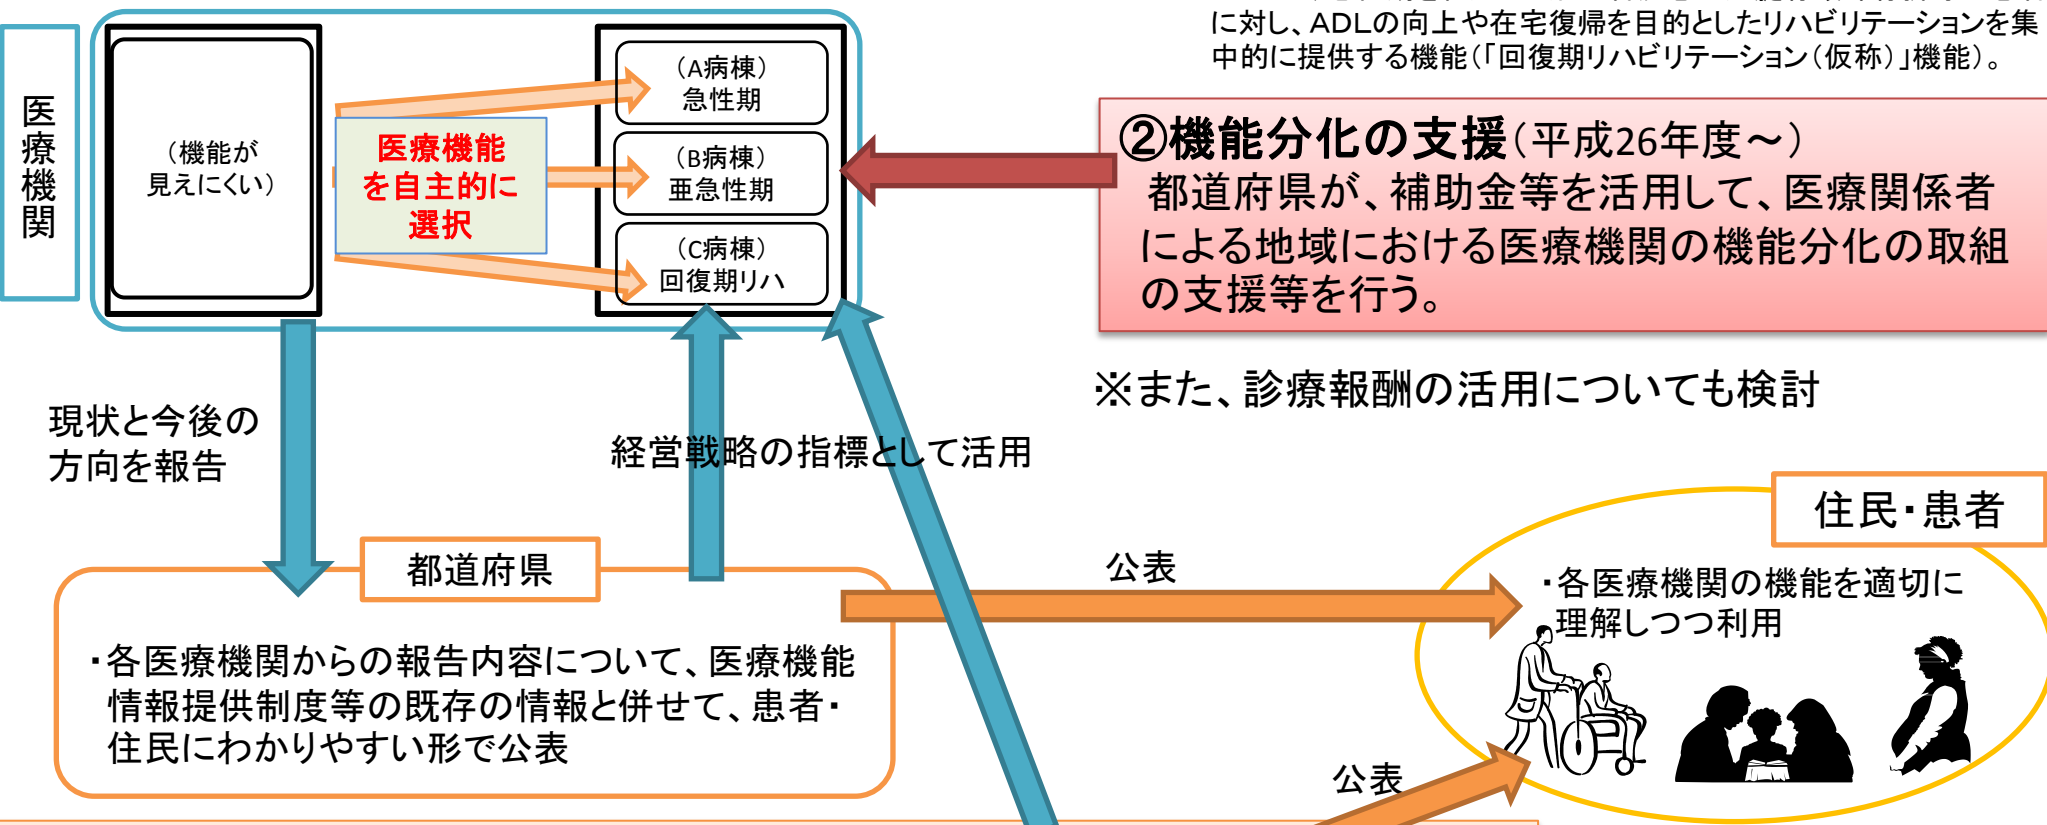 に対し、ADLの向上や在宅復帰を目的としたリハビリテーションを集
中的に提供する機能(「回復期リハビリテーション(仮称)」機能)。
医療機関
(機能が
見えにくい)
医療機能
を自主的に
選択
(A病棟)
急性期
(B病棟)
亜急性期
(C病棟)
回復期リハ
②機能分化の支援(平成26年度~)
都道府県が、補助金等を活用して、医療関係者
による地域における医療機関の機能分化の取組
の支援等を行う。
※また、診療報酬の活用についても検討
現状と今後の
方向を報告
経営戦略の指標として活用
都道府県
・各医療機関からの報告内容について、医療機能
情報提供制度等の既存の情報と併せて、患者・
住民にわかりやすい形で公表
公表
住民・患者
・各医療機関の機能を適切に
理解しつつ利用
公表